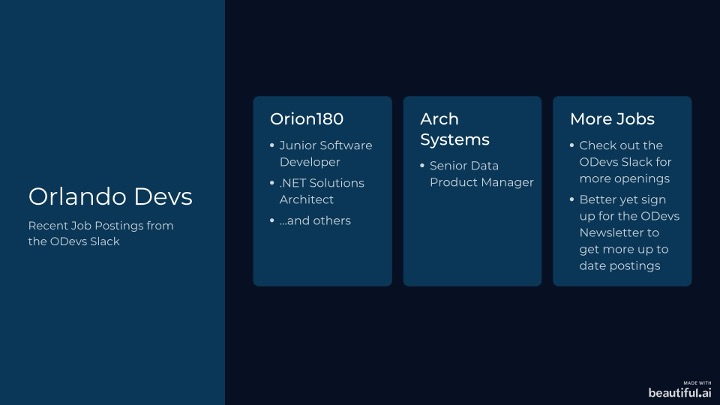 Orlando Devs
Recent Job Postings from
the ODevs Slack
Orion180
• Junior Software
Developer
• .NET Solutions
Architect
• ...and others
Arch
Systems
• Senior Data
Product Manager
More Jobs
• Check out the
ODevs Slack for
more openings
• Better yet sign
up for the ODevs
Newsletter to
get more up to
date postings
MADE WITH
beautiful.ai